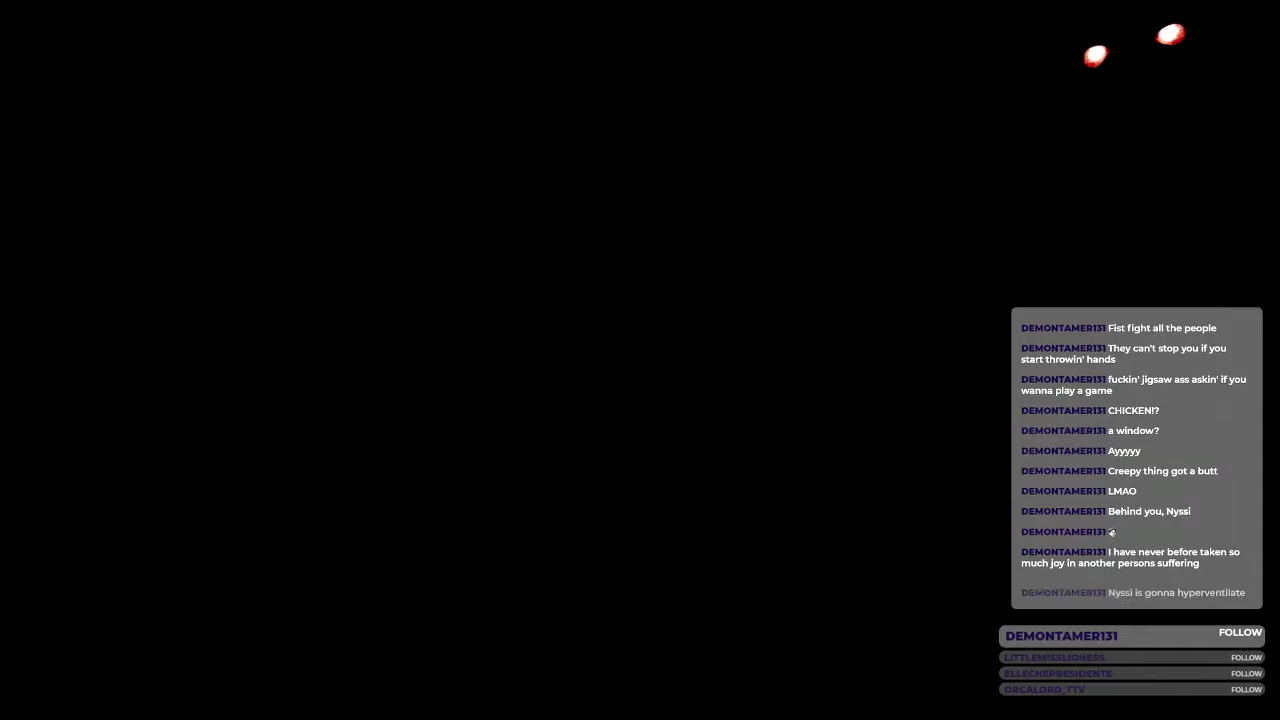 DEMONTAMER131 Fist fight all the people
DEMONTAMER131 They can't stop you if you
start throwin' hands
DEMONTAMER131 fuckin' jigsaw ass askin' if you
wanna play a game
DEMONTAMER131 CHICKEN!?
DEMONTAMER131 a window?
DEMONTAMER131 Ayyyyy
DEMONTAMER131 Creepy thing got a butt
DEMONTAMER131 LMAO
DEMONTAMER131 Behind you, Nyssi
DEMONTAMER131
DEMONTAMER131 I have never before taken so
much joy in another persons suffering
DEMONTAMER131 Nyssi is gonna hyperventilate
DEMONTAMER131 FOLLOW
LITTLEMISSLIONESS FOLLOW
ELLECHEPRESIDENTE FOLLOW
ORCALORD_TTV FOLLOW